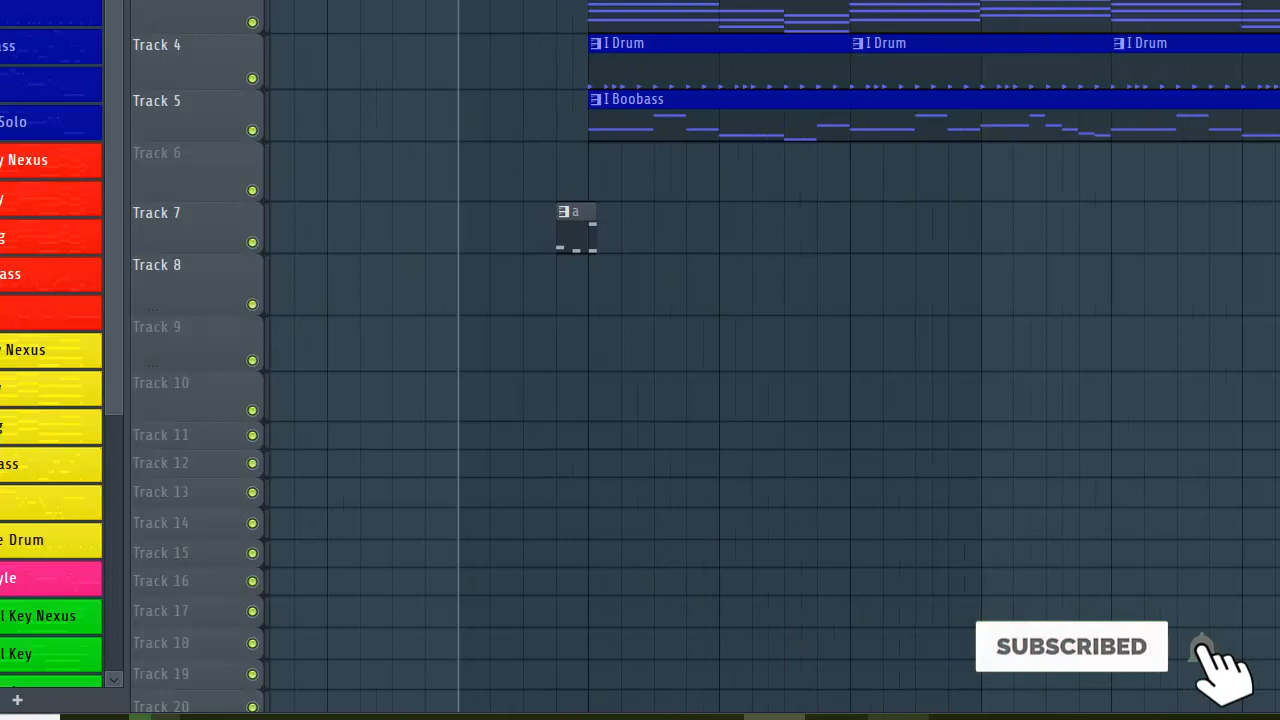 Track 4
I Drum
I Drum
I Drum
ass
Track 5
I Boobass
Solo
Track 6
y Nexus
y
Track 7
a
g
Track 8
ass
...
Track 9
Nexus
...
Track 10
y
g
Track 11
ass
Track 12
Track 13
Track 14
e Drum
Track 15
yle
Track 16
l Key Nexus
Track 17
Track 18
l Key
SUBSCRIBED
Track 19
Track 20
+